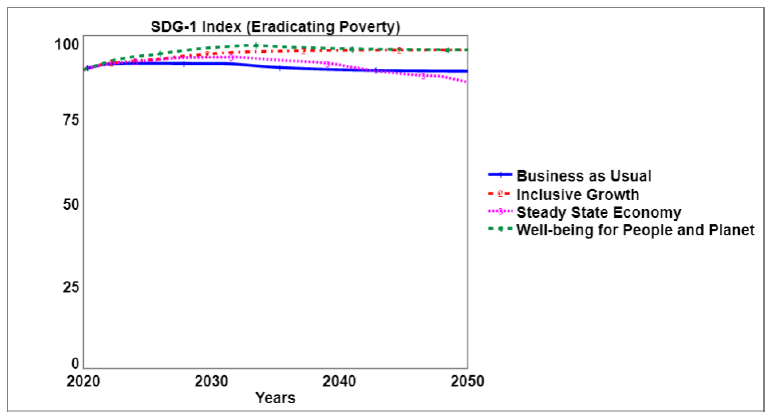 SDG-1 Index (Eradicating Poverty)
100
75
50
25
0
2020 2030 2040 2050
Years
Business as Usual
Inclusive Growth
Steady State Economy
Well-being for People and Planet